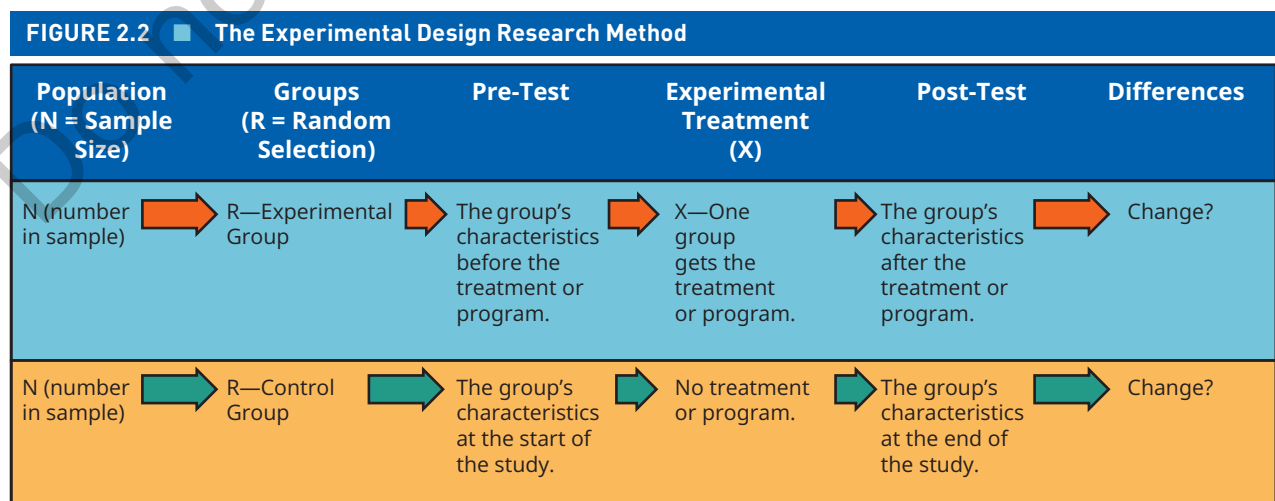 FIGURE 2.2 ■ The Experimental Design Research Method
Population
(N = Sample
Size)
Groups
(R = Random
Selection)
Pre-Test
Experimental
Treatment
(X)
Post-Test
Differences
N (number
in sample)
R—Experimental
Group
The group's
characteristics
before the
treatment or
program.
X—One
group
gets the
treatment
or program.
The group's
characteristics
after the
treatment or
program.
Change?
N (number
in sample)
R—Control
Group
The group's
characteristics
at the start of
the study.
No treatment
or program.
The group's
characteristics
at the end of
the study.
Change?
Do